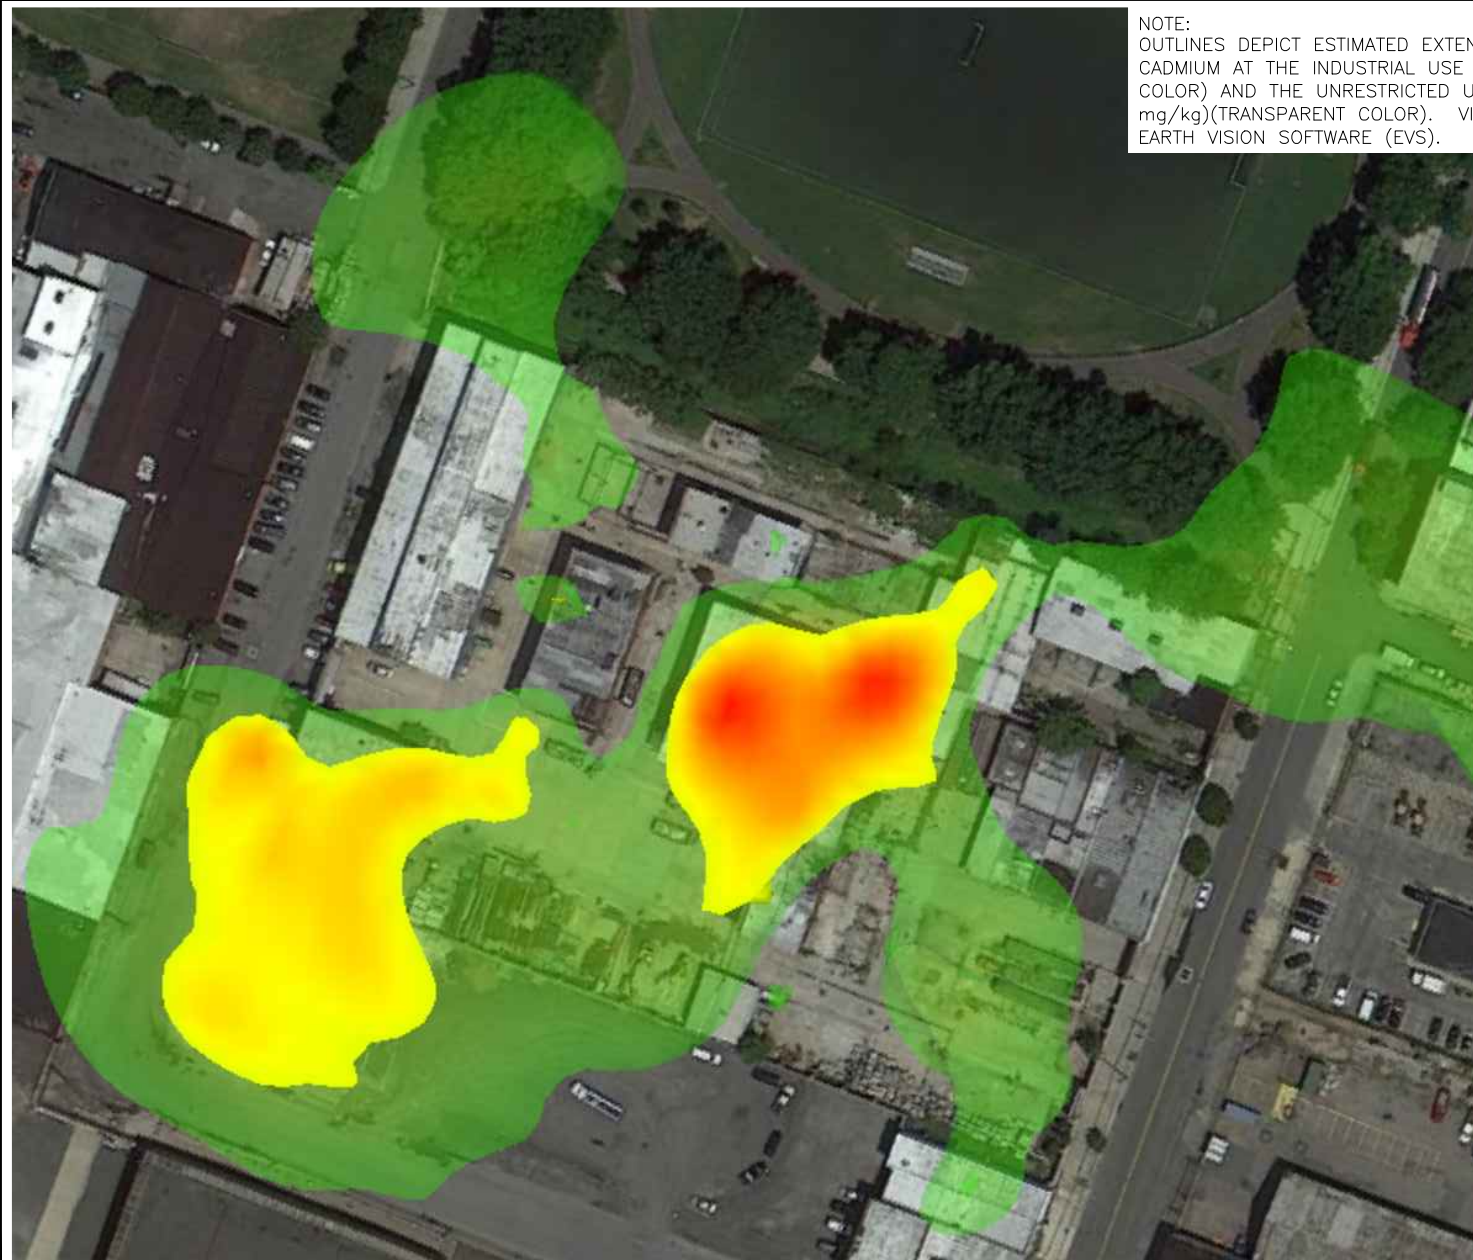 NOTE:
OUTLINES DEPICT ESTIMATED
CADMIUM AT THE INDUSTRIAL USE
COLOR) AND THE UNRESTRICTED
mg/kg)(TRANSPARENT COLOR).
EARTH VISION SOFTWARE (EVS).